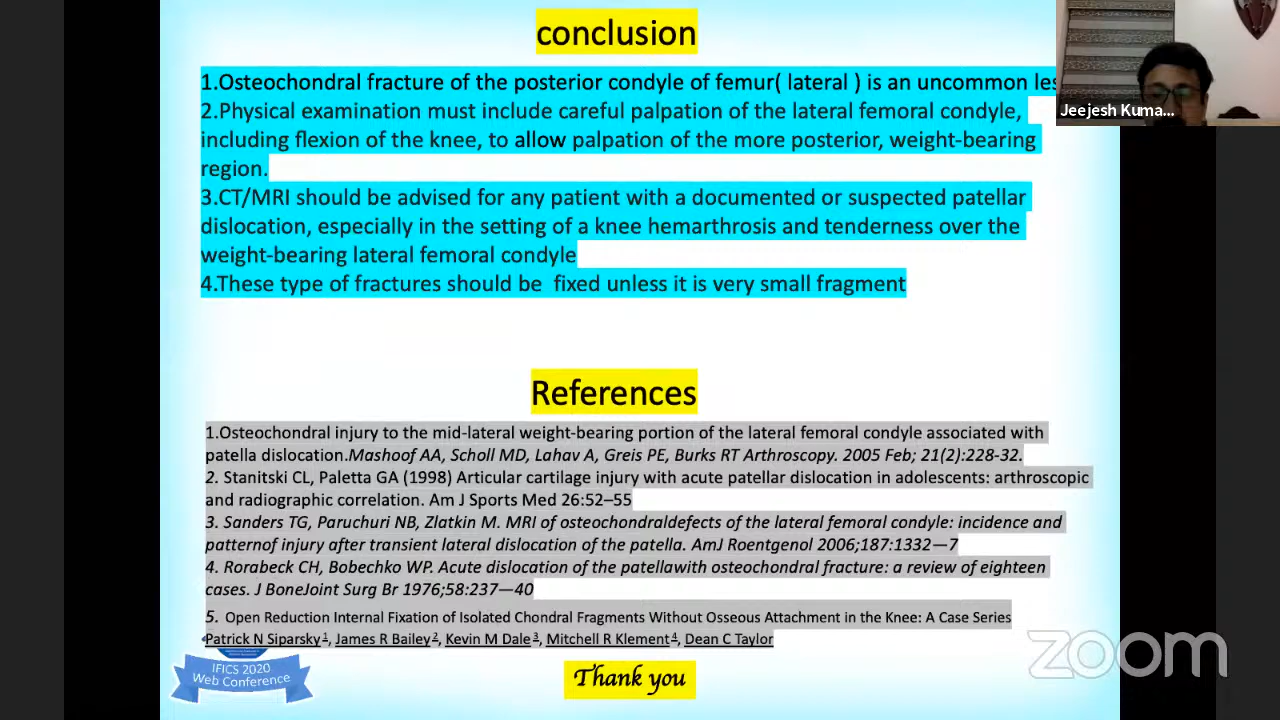 conclusion
1.Osteochondral fracture of the posterior condyle of femur( lateral ) is an uncommon les
2.Physical examination must include careful palpation of the lateral femoral condyle,
including flexion of the knee, to allow palpation of the more posterior, weight-bearing
region.
3.CT/MRI should be advised for any patient with a documented or suspected patellar
dislocation, especially in the setting of a knee hemarthrosis and tenderness over the
weight-bearing lateral femoral condyle
4.These type of fractures should be fixed unless it is very small fragment
Jeejesh Kuma...
References
1.Osteochondral injury to the mid-lateral weight-bearing portion of the lateral femoral condyle associated with
patella dislocation.Mashoof AA, Scholl MD, Lahav A, Greis PE, Burks RT Arthroscopy. 2005 Feb; 21(2):228-32.
2. Stanitski CL, Paletta GA (1998) Articular cartilage injury with acute patellar dislocation in adolescents: arthroscopic
and radiographic correlation. Am J Sports Med 26:52–55
3. Sanders TG, Paruchuri NB, Zlatkin M. MRI of osteochondraldefects of the lateral femoral condyle: incidence and
patternof injury after transient lateral dislocation of the patella. AmJ Roentgenol 2006;187:1332—7
4. Rorabeck CH, Bobechko WP. Acute dislocation of the patellawith osteochondral fracture: a review of eighteen
cases. J BoneJoint Surg Br 1976;58:237—40
5. Open Reduction Internal Fixation of Isolated Chondral Fragments Without Osseous Attachment in the Knee: A Case Series
Patrick N Siparsky 1, James R Bailey 2, Kevin M Dale 3, Mitchell R Klement 4, Dean C Taylor
IFICS 2020
Web Conference
Thank you
zoom